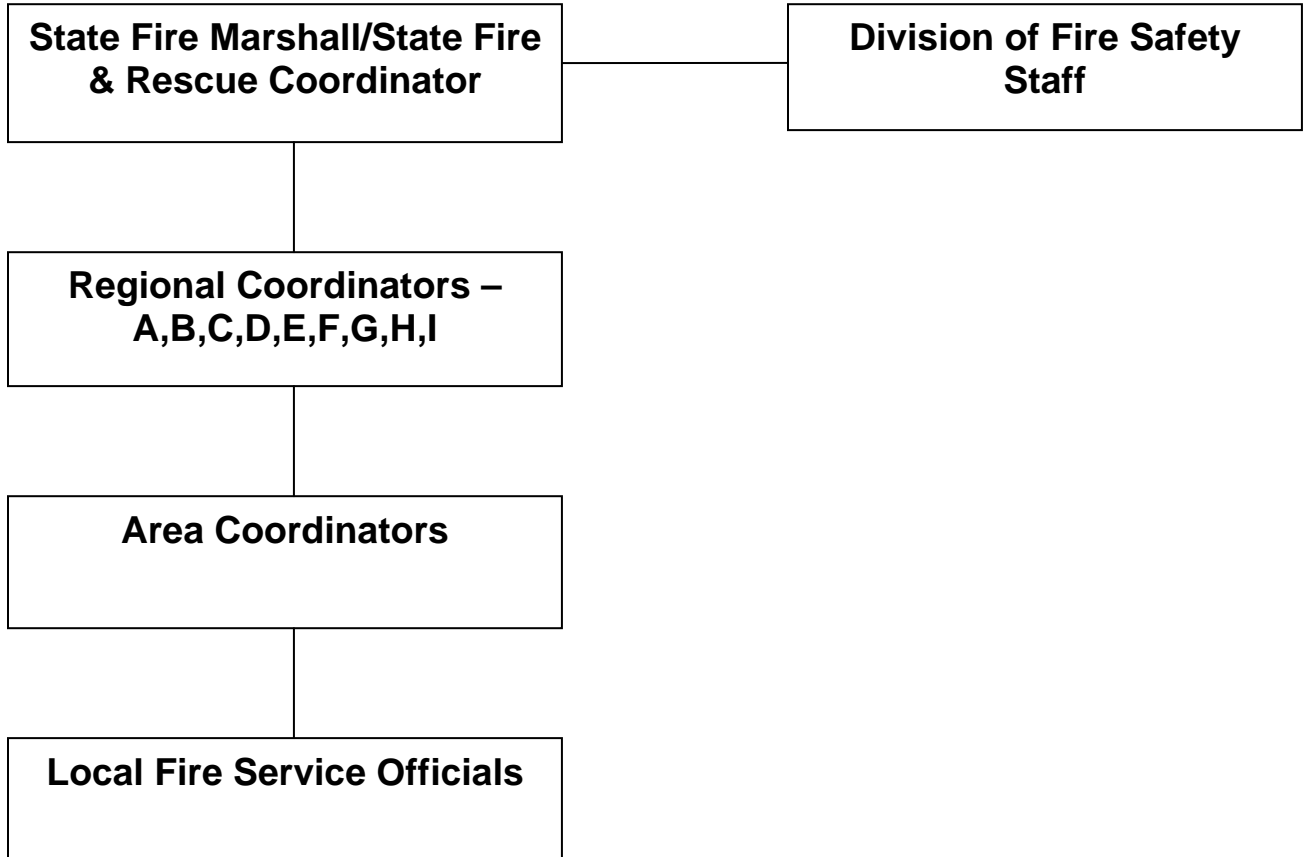 State Fire Marshall/State Fire
& Rescue Coordinator
Division of Fire Safety
Staff
Regional Coordinators –
A,B,C,D,E,F,G,H,I
Area Coordinators
Local Fire Service Officials